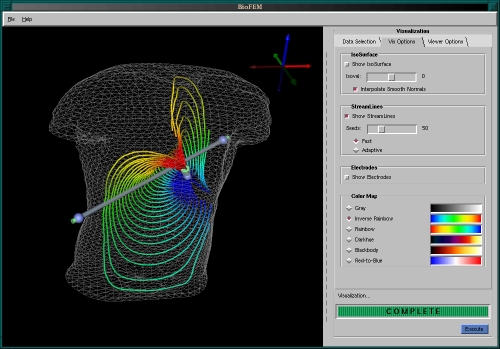 BioFEM
File Help
Visualization
Data Selection Vis Options Viewer Options
IsoSurface
Show IsoSurface
Isoval: 0
Interpolate Smooth Normals
StreamLines
Show StreamLines
Seeds: 50
Fast
Adaptive
Electrodes
Show Electrodes
Color Map
Gray
Inverse Rainbow
Rainbow
Darkhue
Blackbody
Red-to-Blue
Visualization...
COMPLETE
Execute